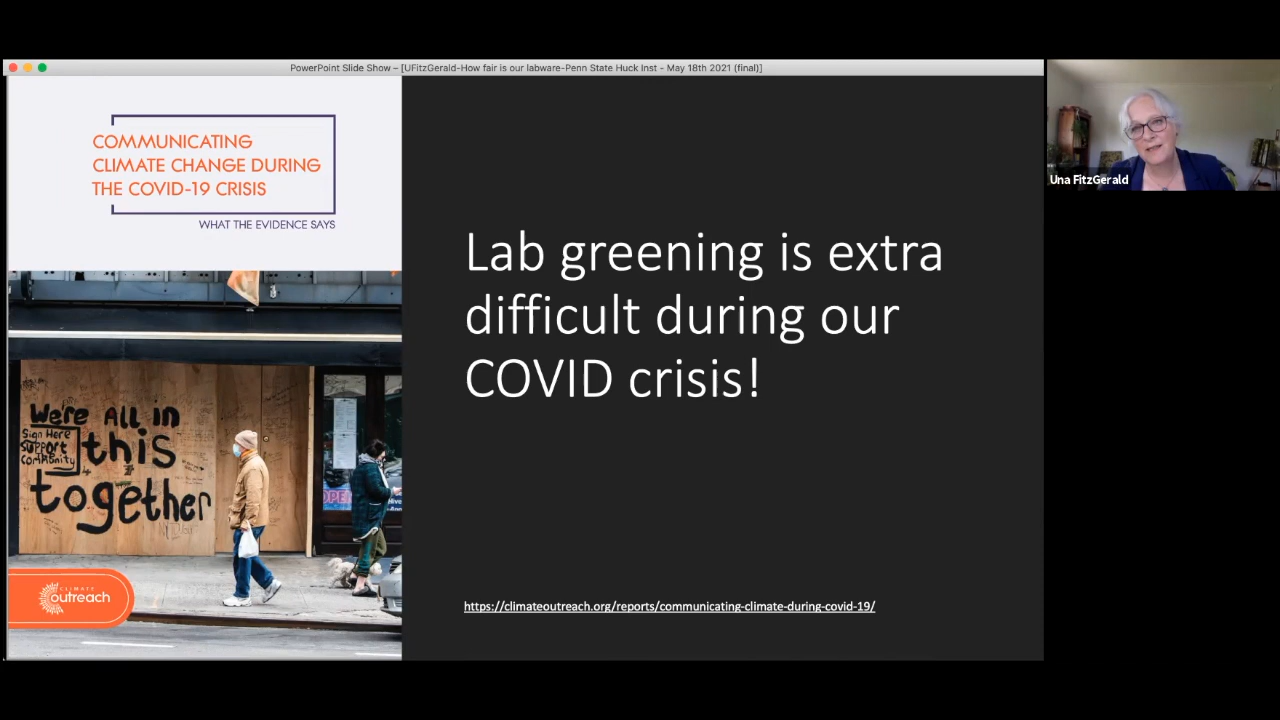 PowerPoint Slide Show – [UFitzGerald-How fair is our labware-Penn State Huck Inst - May 18th 2021 (final)]
COMMUNICATING
CLIMATE CHANGE DURING
THE COVID-19 CRISIS
WHAT THE EVIDENCE SAYS
Were All in
Sign Here
Support
Community
this
together
OPEN
CLIMATE
outreach
Lab greening is extra
difficult during our
COVID crisis!
https://climateoutreach.org/reports/communicating-climate-during-covid-19/
Una FitzGerald